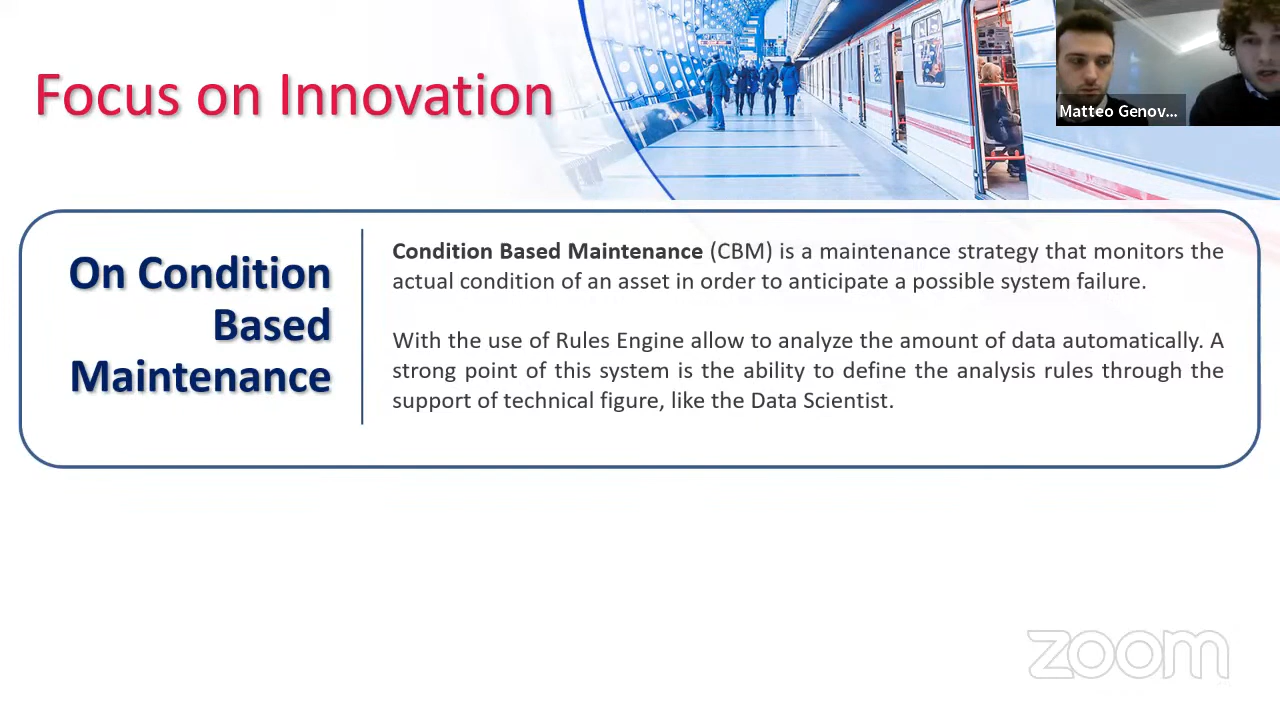 Focus on Innovation
Matteo Genov...
On Condition
Based
Maintenance
Condition Based Maintenance (CBM) is a maintenance strategy that monitors the
actual condition of an asset in order to anticipate a possible system failure.
With the use of Rules Engine allow to analyze the amount of data automatically. A
strong point of this system is the ability to define the analysis rules through the
support of technical figure, like the Data Scientist.
zoom